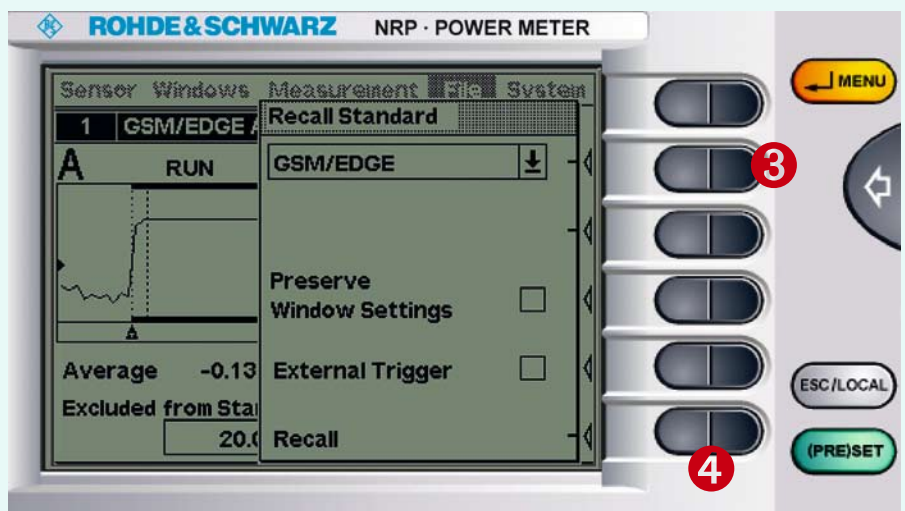 ROHDE & SCHWARZ NRP · POWER METER
Sensor Windows Measurement File System
1 GSM/EDGE
Recall Standard
A RUN
GSM/EDGE
Preserve
Window Settings
Average -0.13
External Trigger
Excluded from Sta
20.0
Recall
MENU
3
ESC/LOCAL
(PRE)SET
4